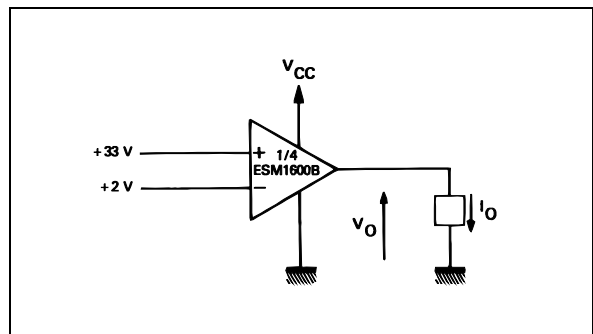 VCC
+33 V
+ 1/4
ESM1600B
+2 V
−
VO
IO